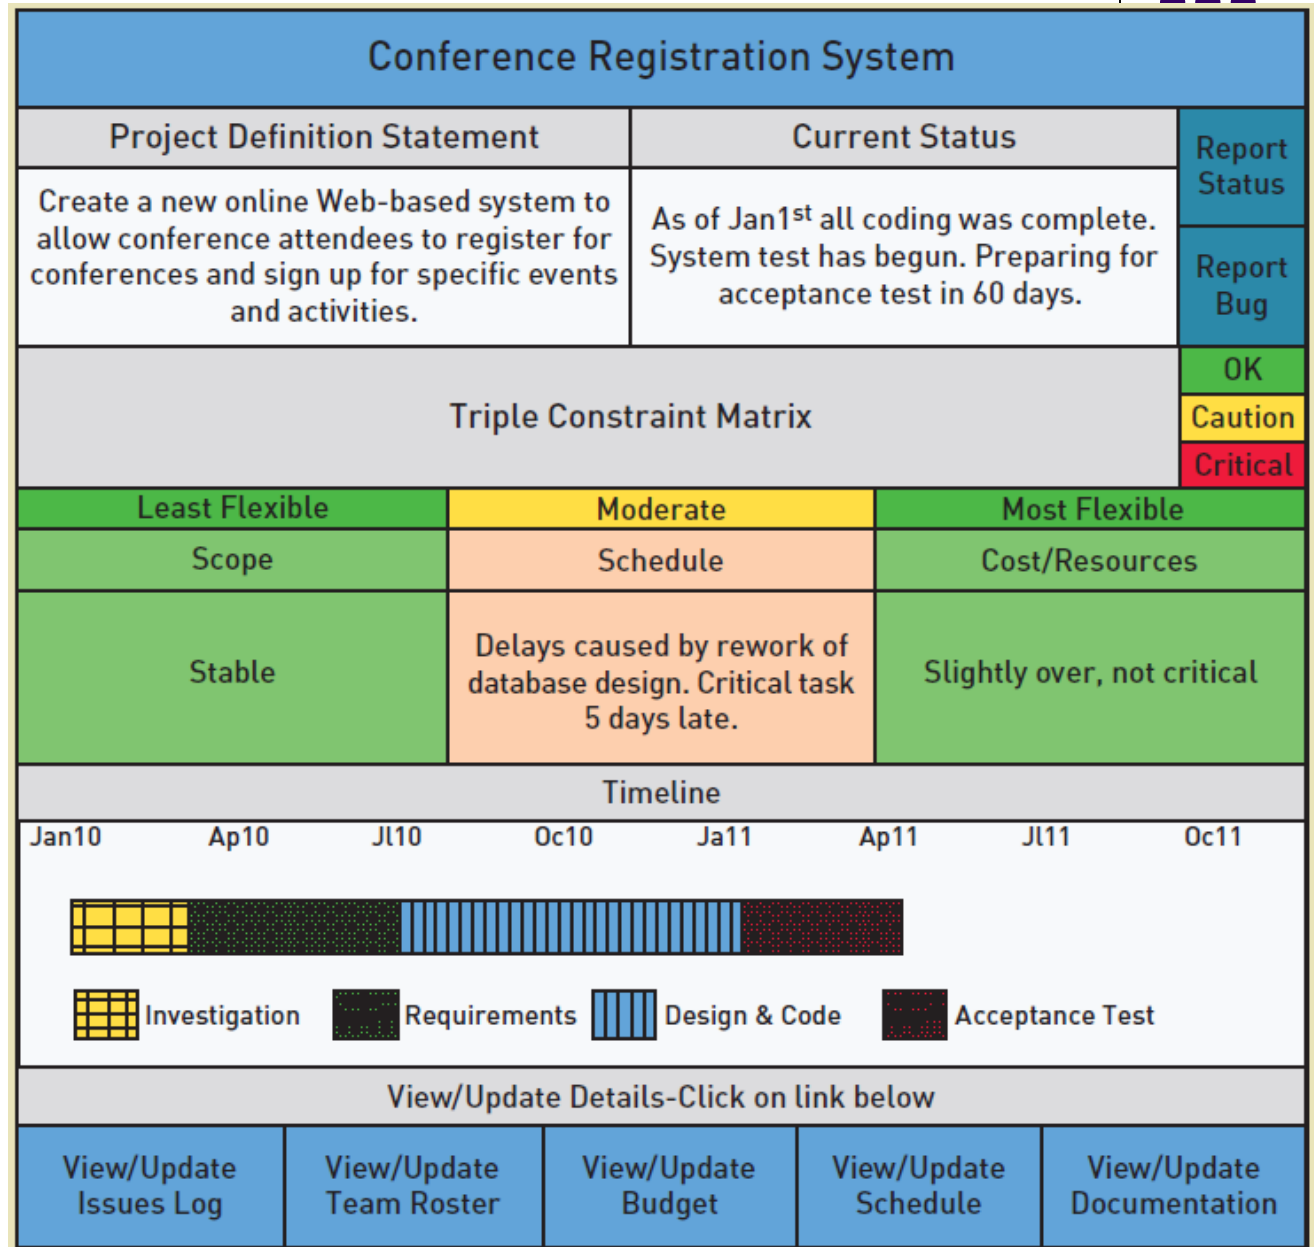 Conference Registration System
Project Definition Statement
Current Status
Report
Status
Create a new online Web-based system to
allow conference attendees to register for
conferences and sign up for specific events
and activities.
As of Jan1st all coding was complete.
System test has begun. Preparing for
acceptance test in 60 days.
Report
Bug
Triple Constraint Matrix
OK
Caution
Critical
Least Flexible
Moderate
Most Flexible
Scope
Schedule
Cost/Resources
Stable
Delays caused by rework of
database design. Critical task
5 days late.
Slightly over, not critical
Timeline
Jan10
Ap10
Jl10
Oc10
Ja11
Ap11
Jl11
Oc11
Investigation
Requirements
Design & Code
Acceptance Test
View/Update Details-Click on link below
View/Update
Issues Log
View/Update
Team Roster
View/Update
Budget
View/Update
Schedule
View/Update
Documentation